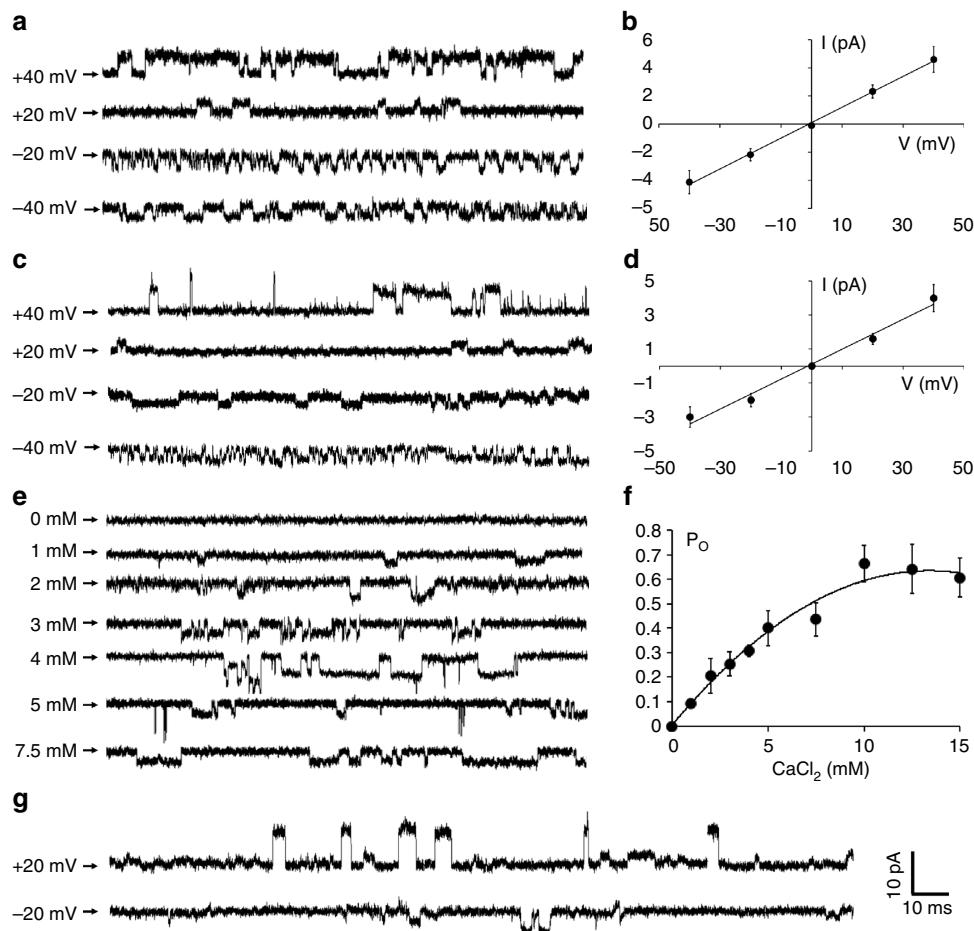 a
+40 mV
+20 mV
–20 mV
–40 mV
b
I (pA)
6
4
2
0
–2
–4
–5
V (mV)
50 –30 –10 10 30 50
c
+40 mV
+20 mV
–20 mV
–40 mV
d
I (pA)
5
3
1
–1
–3
–5
V (mV)
–50 –30 –10 10 30 50
e
0 mM
1 mM
2 mM
3 mM
4 mM
5 mM
7.5 mM
f
P_O
0.8
0.7
0.6
0.5
0.4
0.3
0.2
0.1
0
0 5 10 15
CaCl₂ (mM)
g
+20 mV
–20 mV
10 pA
10 ms